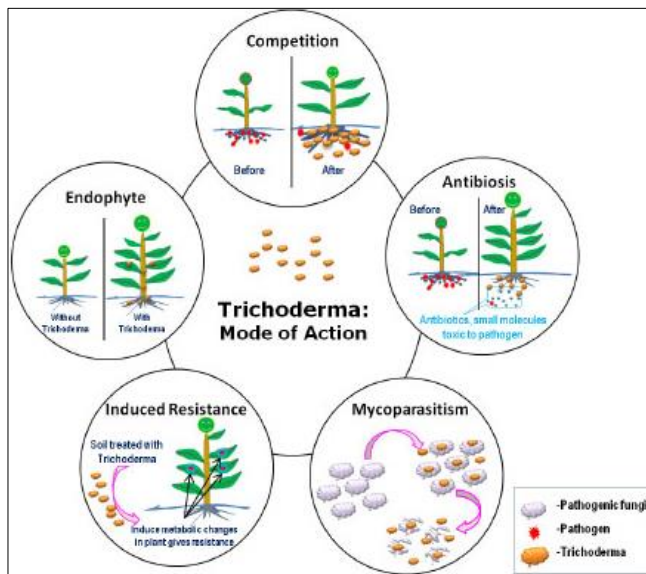 Competition
Before
After
Endophyte
Without
Trichoderma
With
Trichoderma
Antibiosis
Before
After
Antibiotics, small molecules
toxic to pathogen
Trichoderma:
Mode of Action
Induced Resistance
Soil treated with
Trichoderma
Induce metabolic changes
in plant gives resistance
Mycoparasitism
-Pathogenic fungi
-Pathogen
-Trichoderma